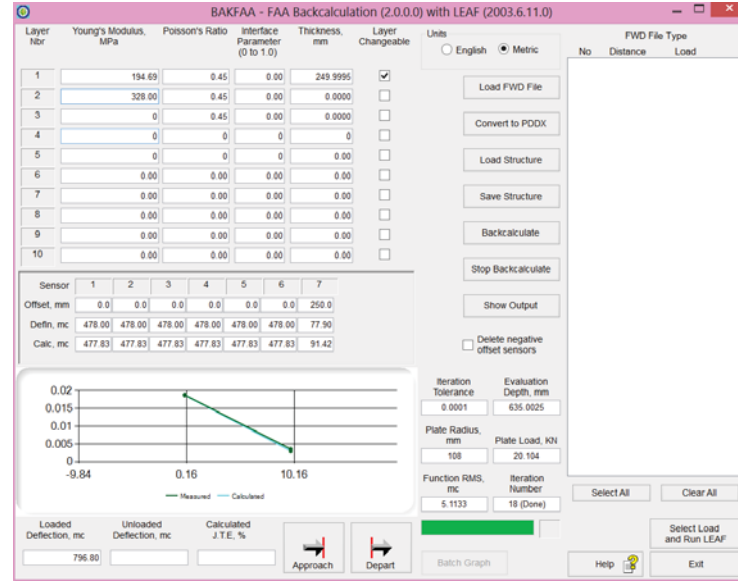 BAKFAA - FAA Backcalculation (2.0.0.0) with LEAF (2003.6.11.0)
Layer Nbr Young's Modulus, MPa Poisson's Ratio Interface Parameter (0 to 1.0) Thickness, mm Layer Changeable
1 194.69 0.45 0.00 249.9995
2 328.00 0.45 0.00 0.0000
3 0 0.45 0.00 0.0000
4 0 0 0 0
5 0 0 0 0.00
6 0.00 0.00 0.00 0.00
7 0.00 0.00 0.00 0.00
8 0.00 0.00 0.00 0.00
9 0.00 0.00 0.00 0.00
10 0.00 0.00 0.00 0.00
Sensor 1 2 3 4 5 6 7
Offset, mm 0.0 0.0 0.0 0.0 0.0 0.0 250.0
Defln, mc 478.00 478.00 478.00 478.00 478.00 478.00 77.90
Calc, mc 477.83 477.83 477.83 477.83 477.83 477.83 91.42
0.02
0.015
0.01
0.005
0
-9.84 0.16 10.16
Measured Calculated
Loaded Deflection, mc Unloaded Deflection, mc Calculated J.T.E, %
796.80
Approach
Depart
Units
English Metric
Load FWD File
Convert to PDDX
Load Structure
Save Structure
Backcalculate
Stop Backcalculate
Show Output
Delete negative offset sensors
Iteration Tolerance Evaluation Depth, mm
0.0001 635.0025
Plate Radius, mm Plate Load, KN
108 20.104
Function RMS, mc Iteration Number
5.1133 18 (Done)
Batch Graph
FWD File Type
No Distance Load
Select All Clear All
Select Load and Run LEAF
Help Exit